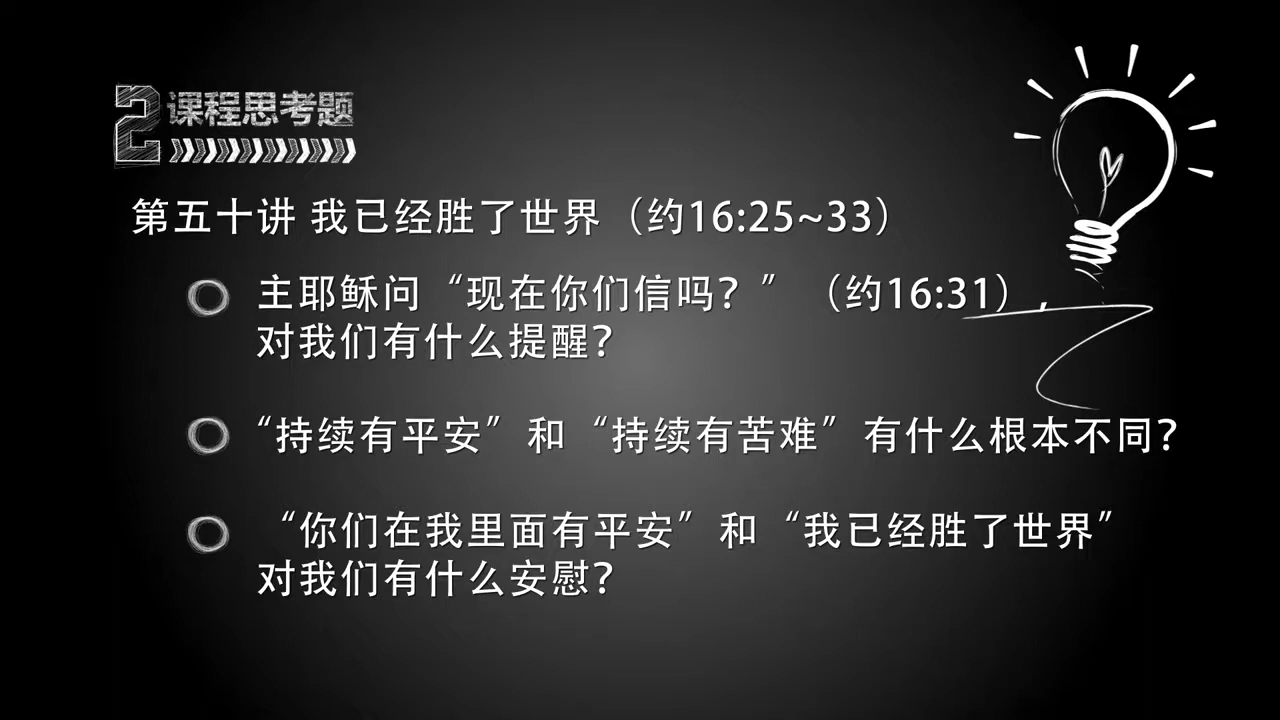 2 课程思考题
第五十讲 我已经胜了世界（约16:25~33）
主耶稣问“现在你们信吗？”（约16:31），
对我们有什么提醒？
“持续有平安”和“持续有苦难”有什么根本不同？
“你们在我里面有平安”和“我已经胜了世界”
对我们有什么安慰？